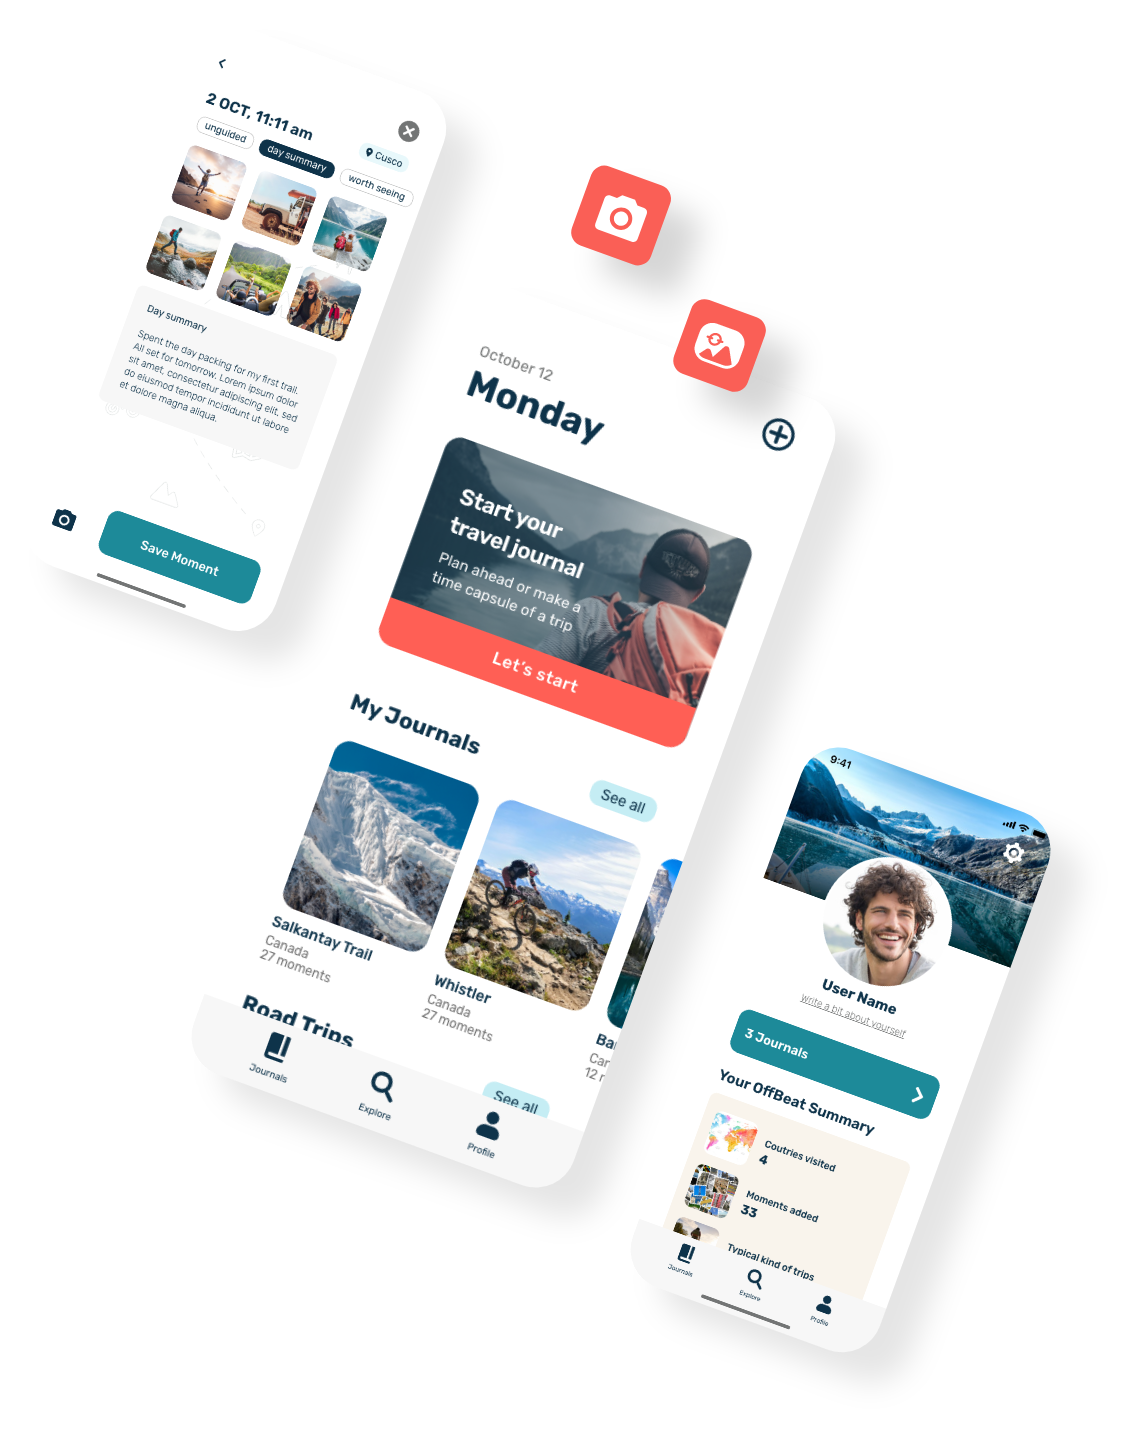 2 OCT, 11:11 am
Cusco
unguided
day summary
worth seeing
Day summary
Spent the day packing for my first trail.
All set for tomorrow. Lorem ipsum dolor
sit amet, consectetur adipiscing elit, sed
do eiusmod tempor incididunt ut labore
et dolore magna aliqua.
Save Moment
October 12
Monday
Start your
travel journal
Plan ahead or make a
time capsule of a trip
Let's start
My Journals
See all
Salkantay Trail
Canada
27 moments
Whistler
Canada
27 moments
Ba
Car
12 r
Road Trips
See all
Journals
Explore
Profile
9:41
User Name
Write a bit about yourself
3 Journals
Your OffBeat Summary
Coutries visited
4
Moments added
33
Typical kind of trips
Journals
Explore
Profile